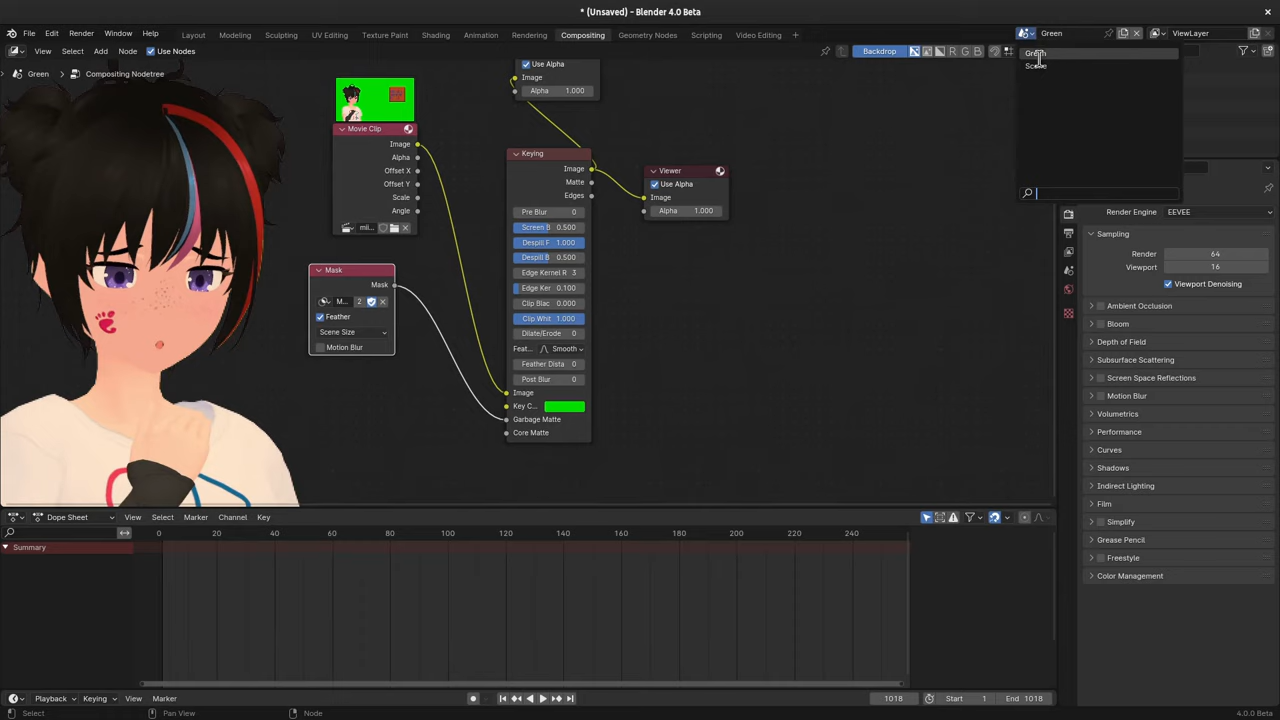 * (Unsaved) - Blender 4.0 Beta
File Edit Render Window Help Layout Modeling Sculpting UV Editing Texture Paint Shading Animation Rendering Compositing Scripting Video Editing Green ViewLayer
View Select Add Node Use Nodes Backdrop R G B
Green Compositing Nodetree
Scene
Use Alpha
Image
Alpha 1.000
Movie Clip
Image
Alpha
Offset X
Offset Y
Scale
Angle
mil...
Mask
Mask
M... 2
Feather
Scene Size
Motion Blur
Keying
Image
Matte
Edges
Pre Blur 0
Screen B 0.500
Despill F 1.000
Despill B 0.500
Edge Kernel R 3
Edge Ker 0.100
Clip Blac 0.000
Clip Whit 1.000
Dilate/Erode 0
Feat... Smooth
Feather Dista 0
Post Blur 0
Image
Key C...
Garbage Matte
Core Matte
Viewer
Use Alpha
Image
Alpha 1.000
Render Engine EEVEE
Sampling
Render 64
Viewport 16
Viewport Denoising
Ambient Occlusion
Bloom
Depth of Field
Subsurface Scattering
Screen Space Reflections
Motion Blur
Volumetrics
Performance
Curves
Shadows
Indirect Lighting
Film
Simplify
Grease Pencil
Freestyle
Color Management
Dope Sheet View Select Marker Channel Key
0 20 40 60 80 100 120 140 160 180 200 220 240
Summary
Playback Keying View Marker 1018 Start 1 End 1018
Select Pan View Node 4.0.0 Beta